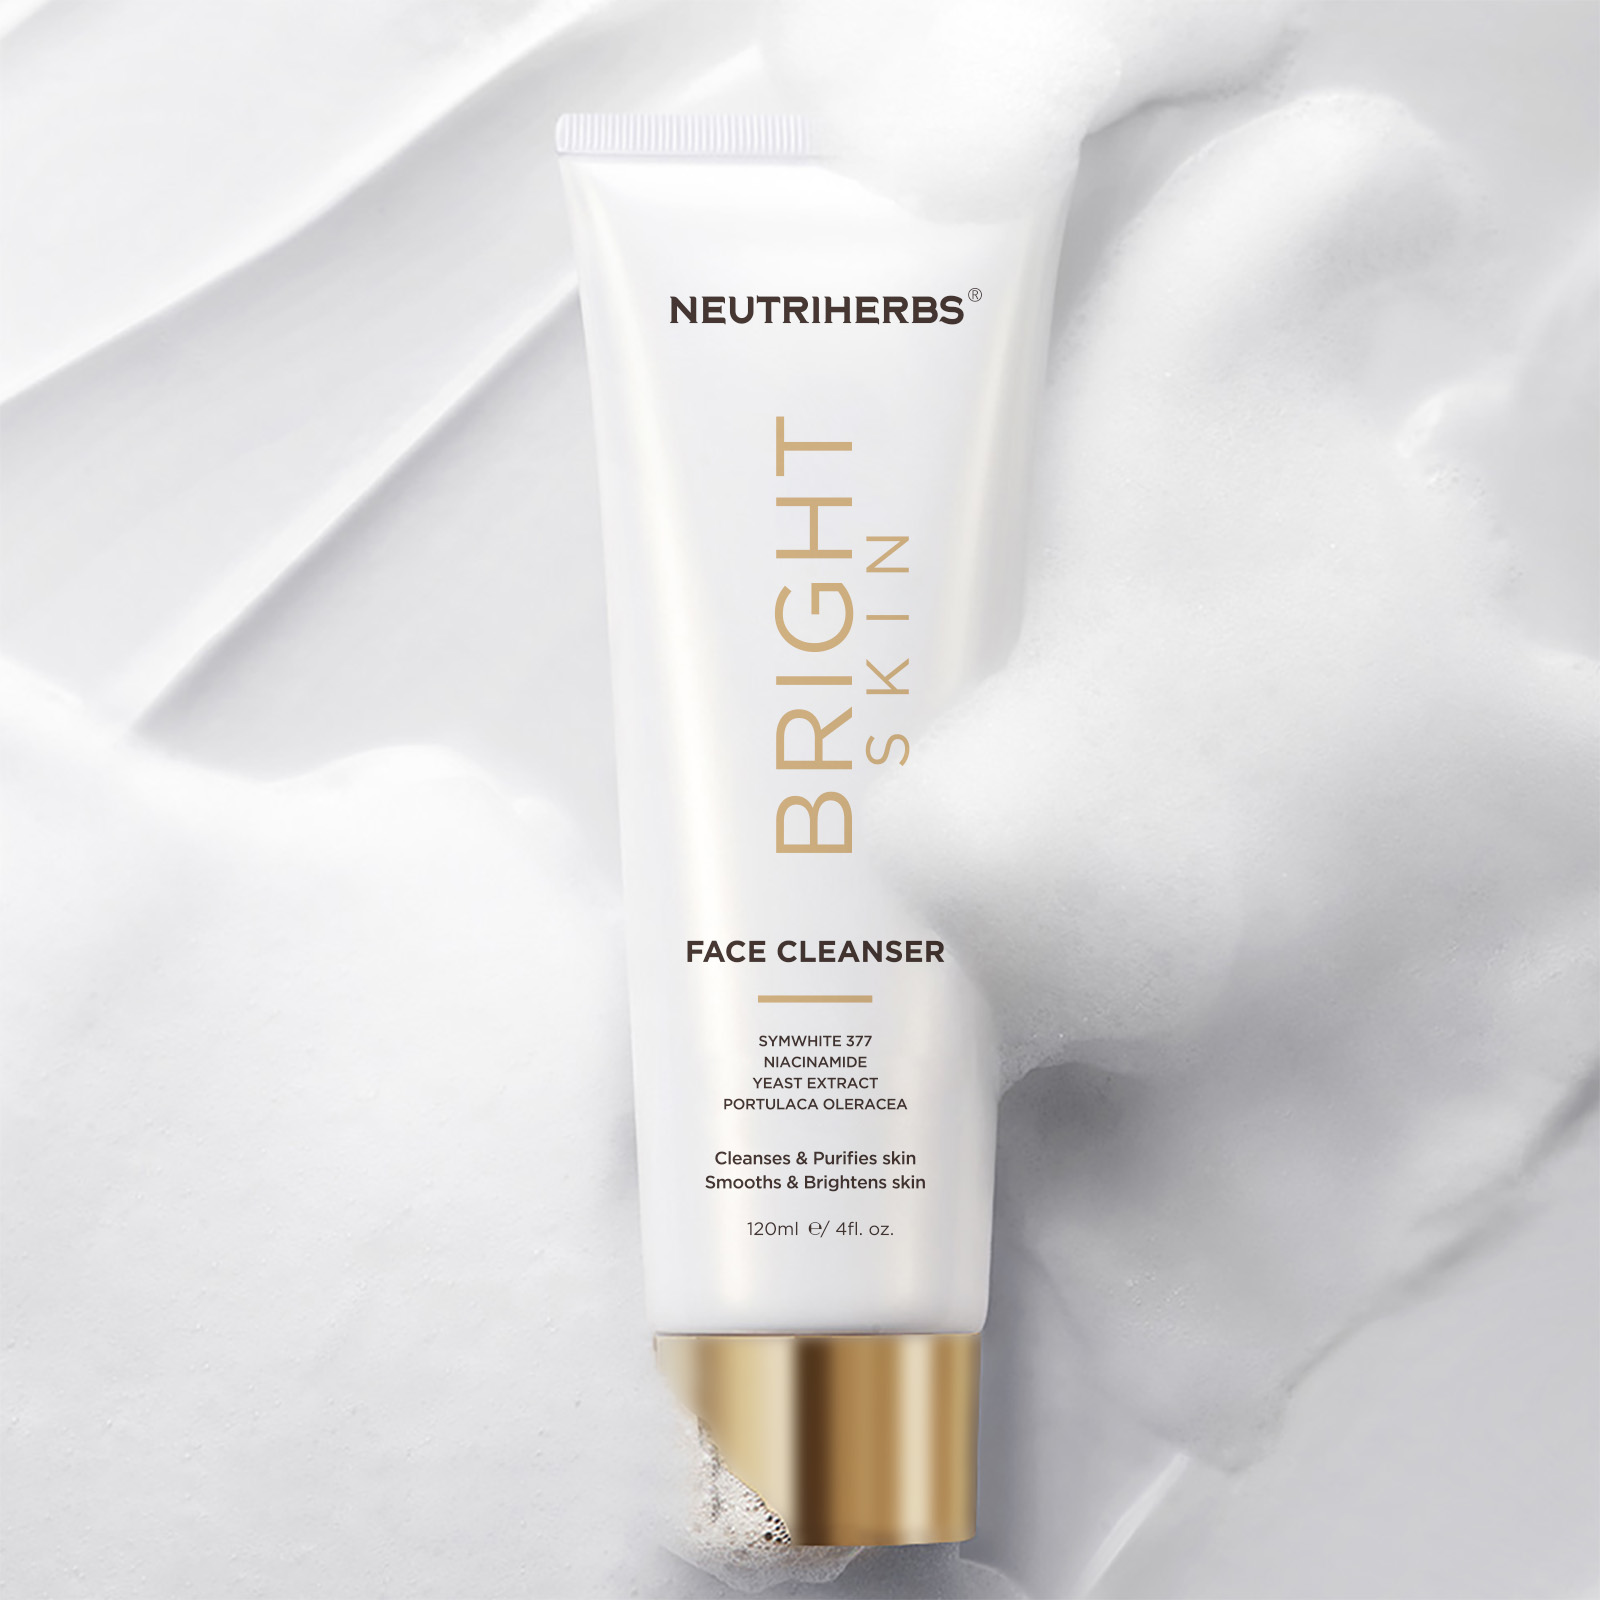 NEUTRIHERBS®
BRIGHT
SKIN
FACE CLEANSER
SYMWHITE 377
NIACINAMIDE
YEAST EXTRACT
PORTULACA OLERACEA
Cleanses & Purifies skin
Smooths & Brightens skin
120ml ℮/ 4fl. oz.